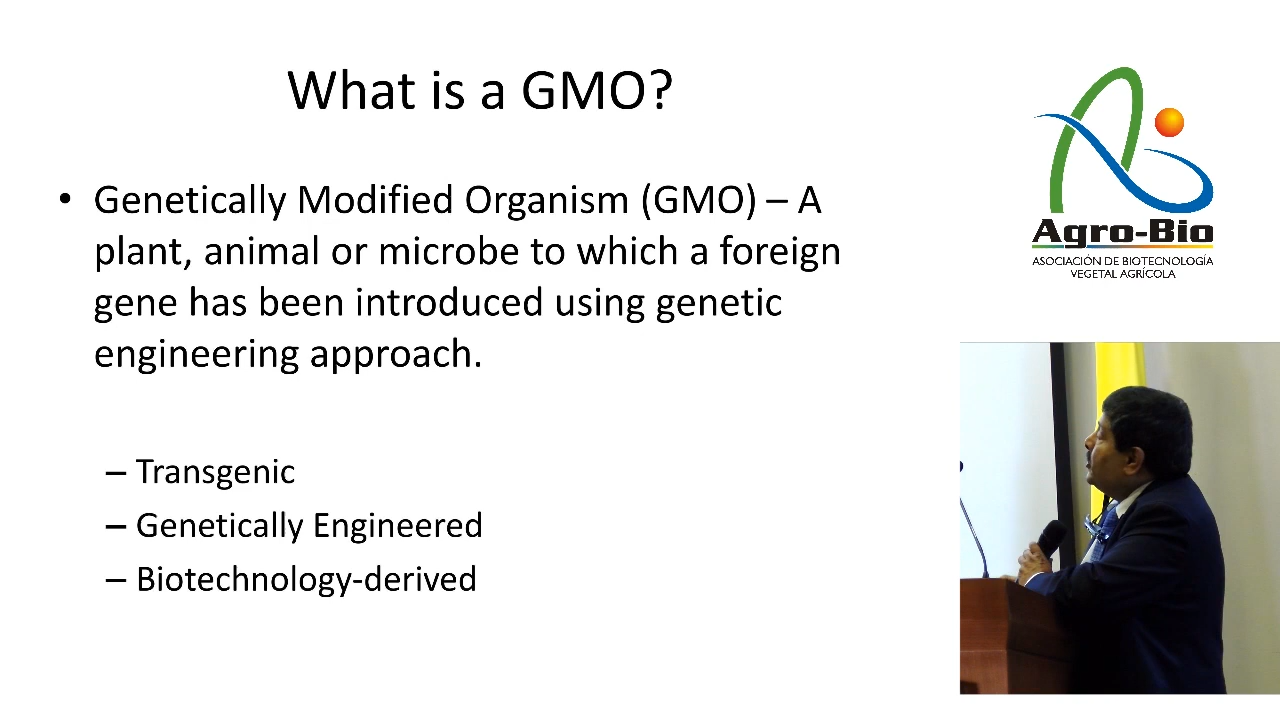 What is a GMO?
• Genetically Modified Organism (GMO) – A
plant, animal or microbe to which a foreign
gene has been introduced using genetic
engineering approach.
– Transgenic
– Genetically Engineered
– Biotechnology-derived
Agro-Bio
ASOCIACIÓN DE BIOTECNOLOGÍA
VEGETAL AGRÍCOLA